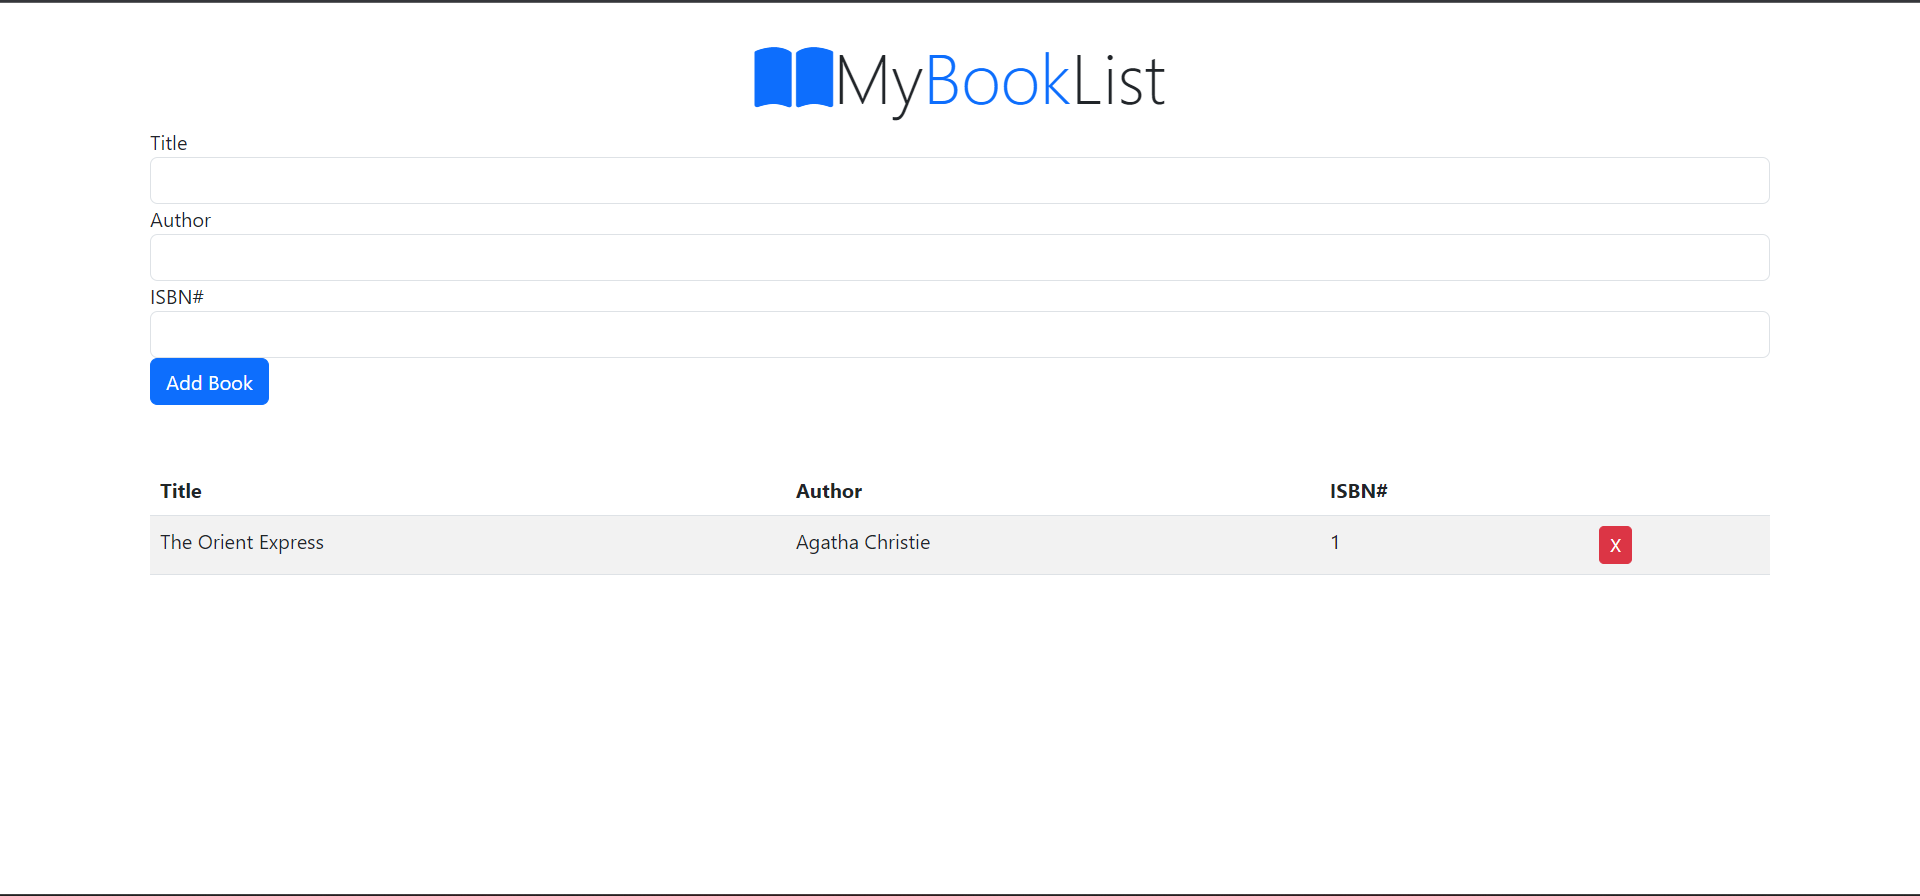 MyBookList
Title
Author
ISBN#
Add Book
Title Author ISBN#
The Orient Express Agatha Christie 1 X